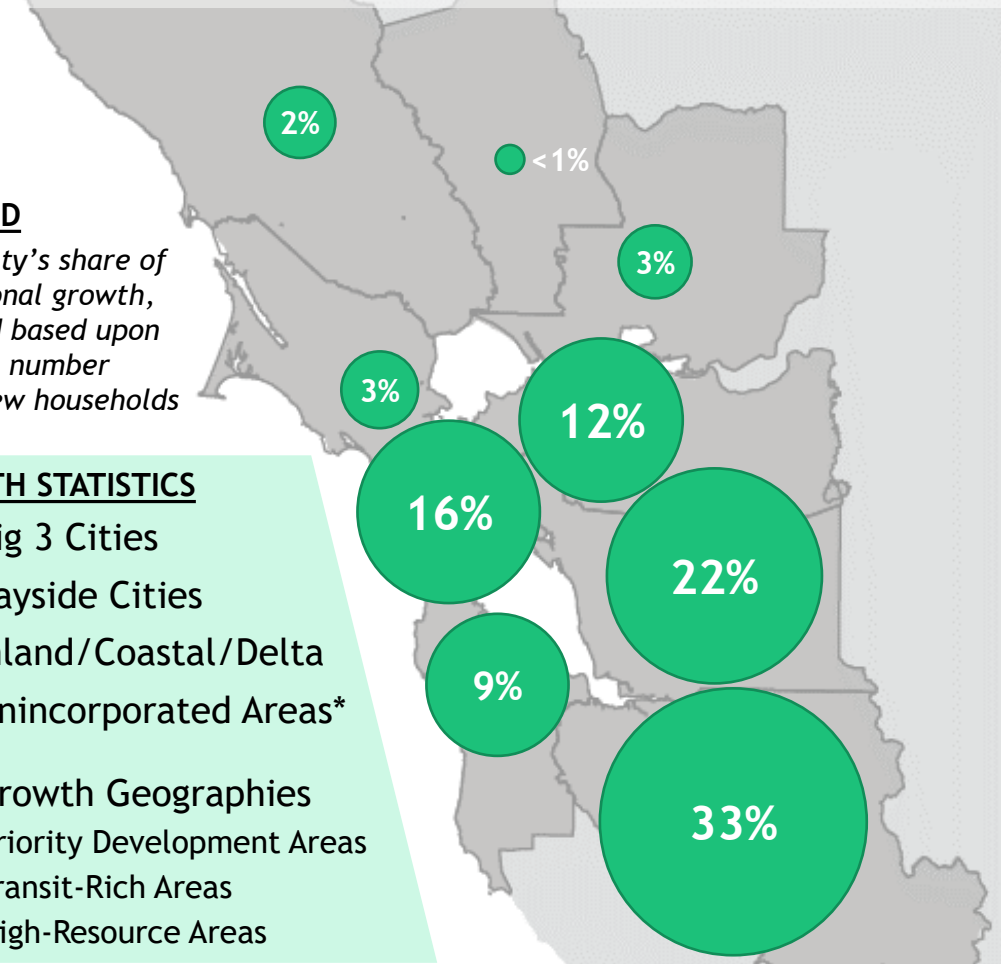 2%
<1%
3%
D
ty’s share of
onal growth,
based upon
number
ew households
3%
12%
16%
22%
9%
33%
TH STATISTICS
ig 3 Cities
ayside Cities
land/Coastal/Delta
nincorporated Areas*
rowth Geographies
riority Development Areas
ransit-Rich Areas
igh-Resource Areas